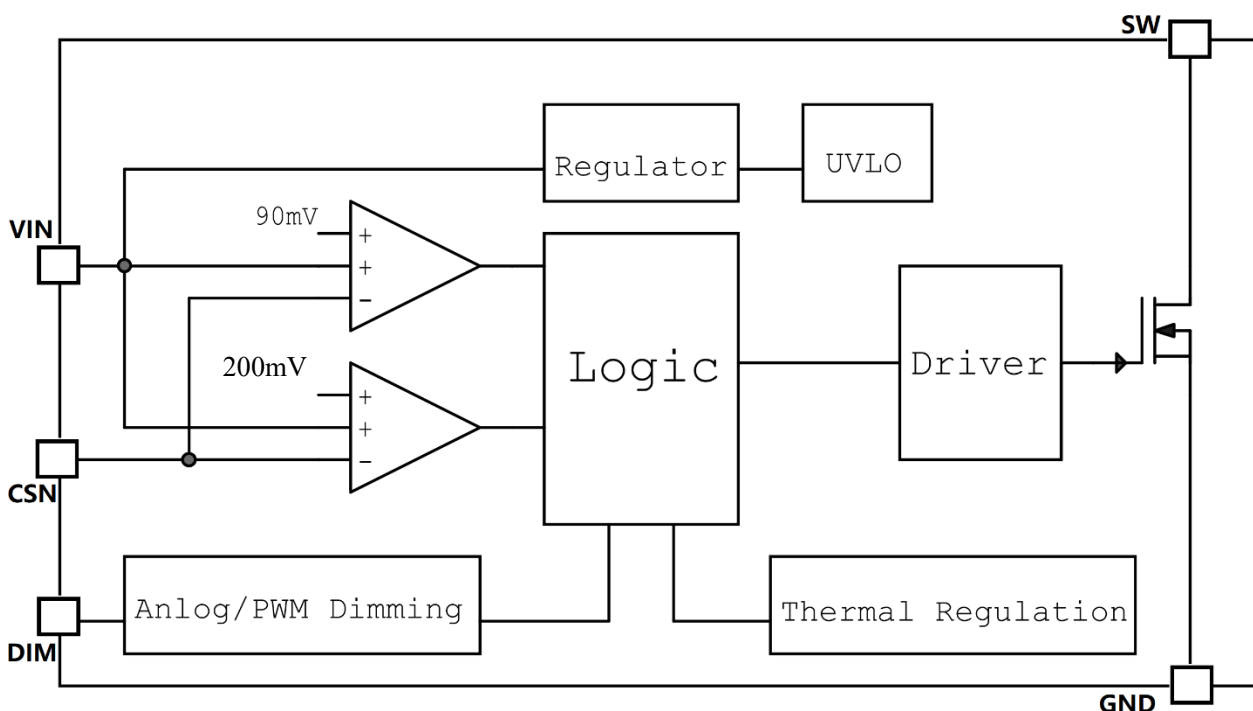 SW
Regulator
UVLO
VIN
90mV
+
+
-
Logic
Driver
200mV
+
+
-
CSN
Anlog/PWM Dimming
Thermal Regulation
DIM
GND